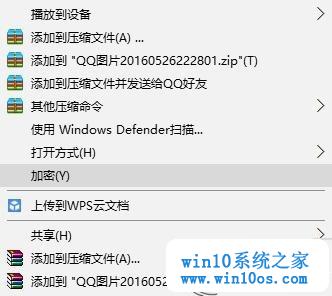 播放到设备
添加到压缩文件(A) ...
添加到 "QQ图片20160526222801.zip"(T)
添加到压缩文件并发送给QQ好友
其他压缩命令
使用 Windows Defender扫描...
打开方式(H)
加密(Y)
上传到WPS云文档
共享(H)
添加到压缩文件(A)...
添加到 "QQ图片2016052
win10系统之家
www.win10os.com